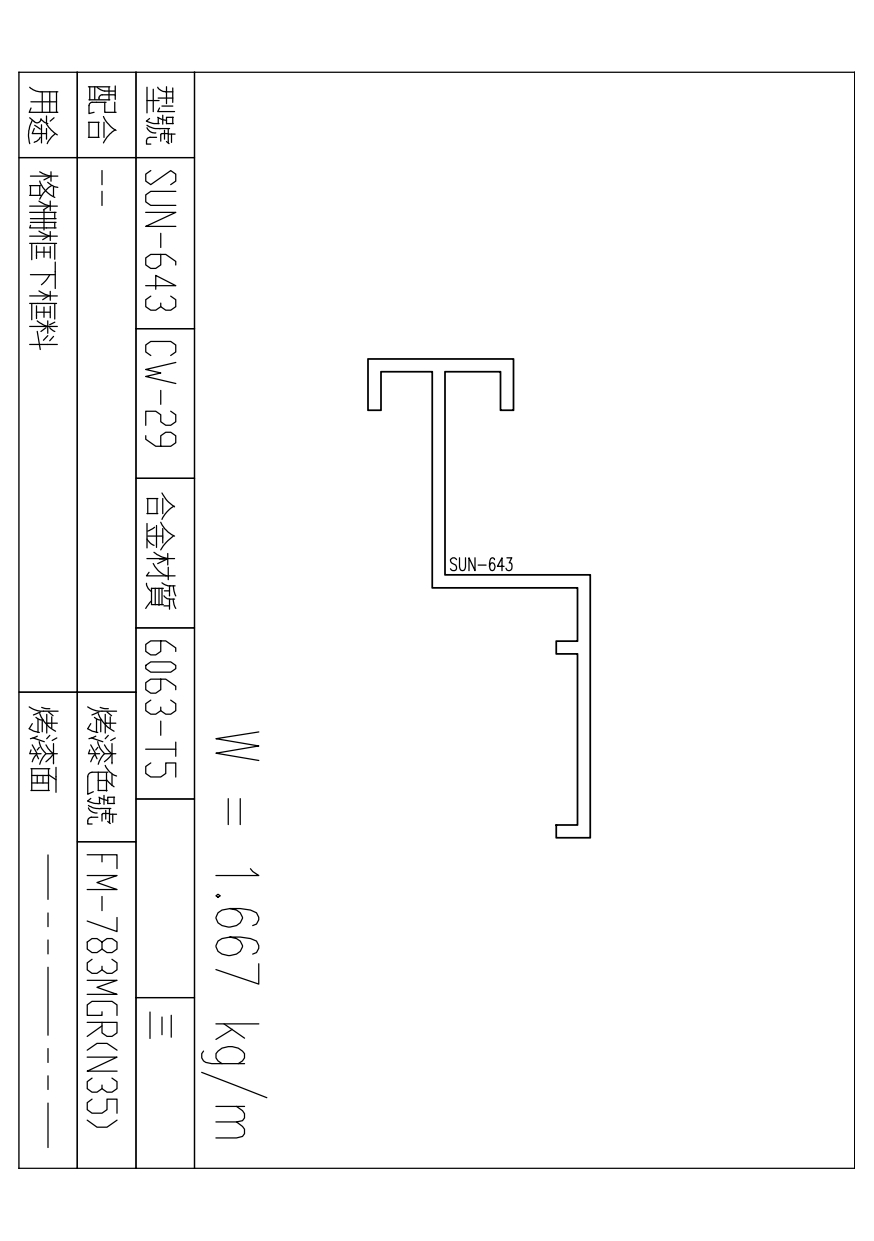 SUN-643
W = 1.667 kg/m
型號 SUN-643 CW-29 合金材質 6063-T5 三
配合 -- 烤漆色號 FM-783MGR(N35)
用途 格柵框下框料 烤漆面